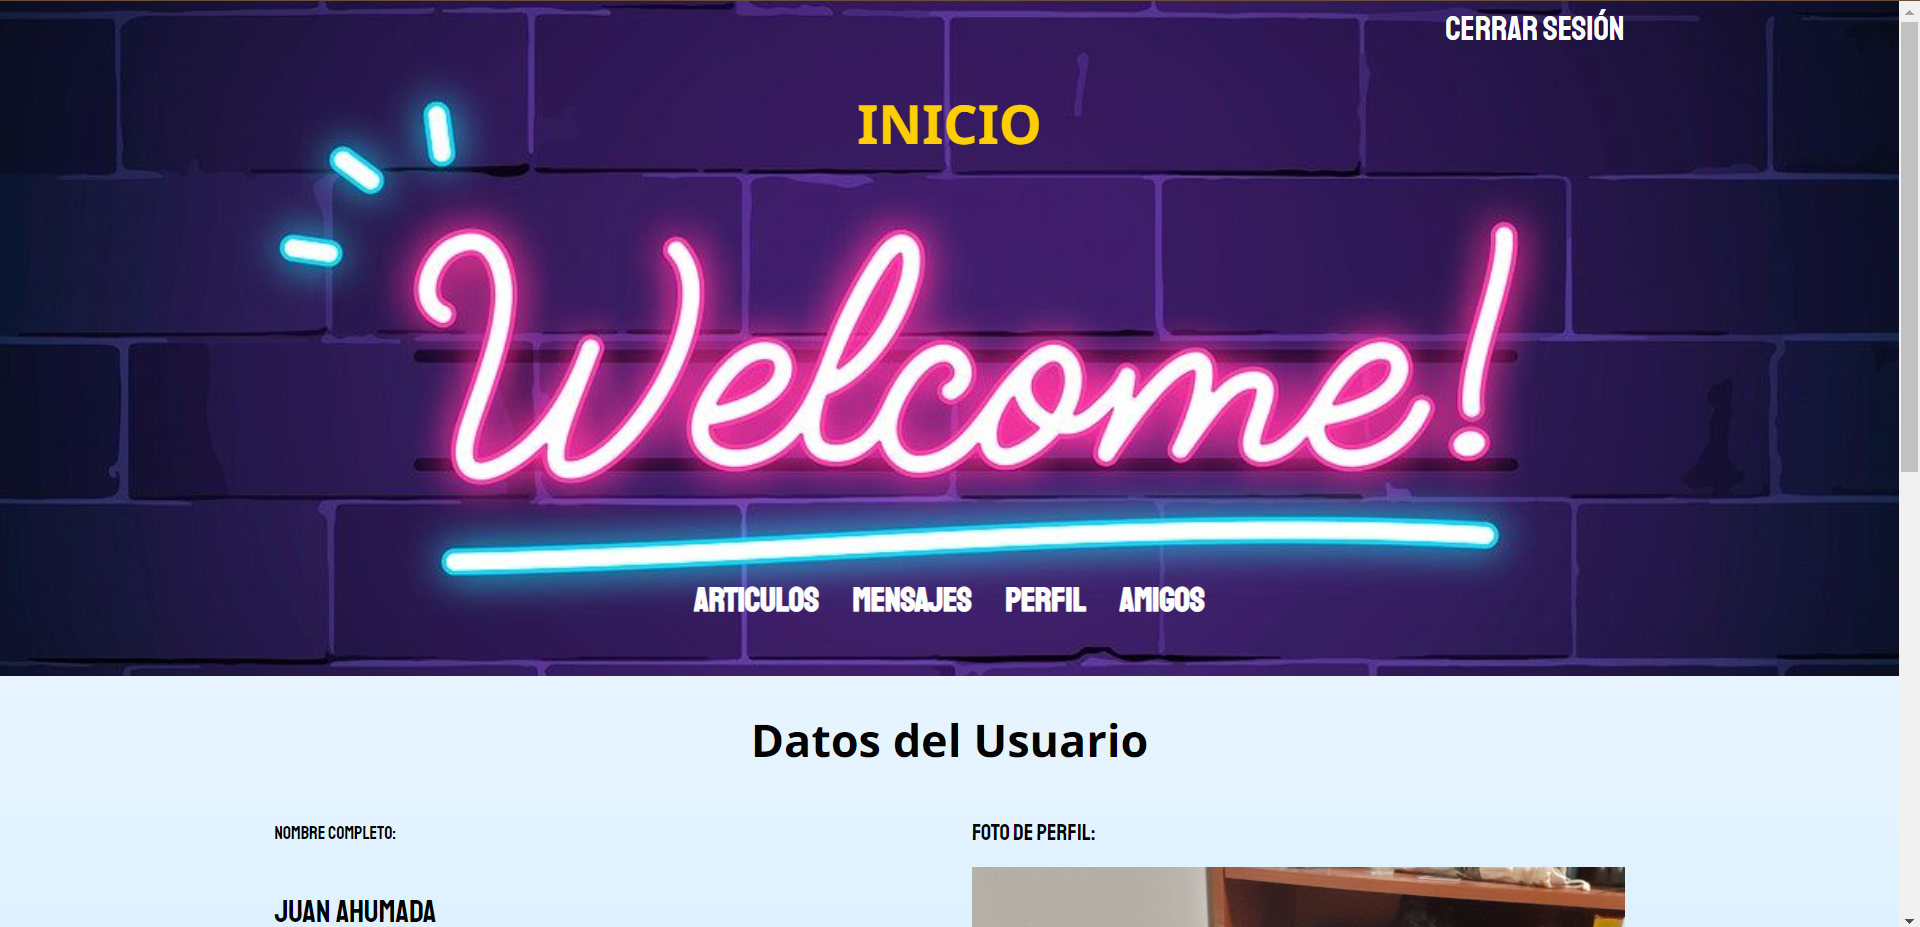 CERRAR SESIÓN
INICIO
Welcome!
ARTICULOS MENSAJES PERFIL AMIGOS
Datos del Usuario
NOMBRE COMPLETO:
FOTO DE PERFIL:
JUAN AHUMADA